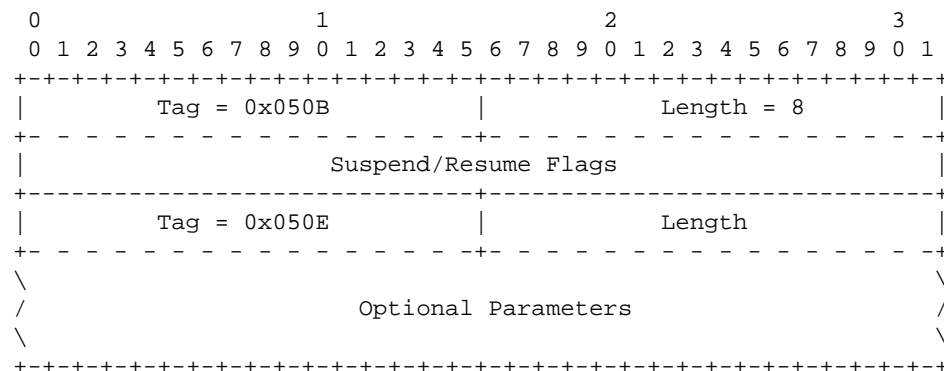 0                   1                   2                   3
 0 1 2 3 4 5 6 7 8 9 0 1 2 3 4 5 6 7 8 9 0 1 2 3 4 5 6 7 8 9 0 1
+-+-+-+-+-+-+-+-+-+-+-+-+-+-+-+-+-+-+-+-+-+-+-+-+-+-+-+-+-+-+-+-+
|         Tag = 0x050B          |            Length = 8         |
+- - - - - - - - - - - - - - - -+- - - - - - - - - - - - - - - -+
|                     Suspend/Resume Flags                      |
+-------------------------------+-------------------------------+
|         Tag = 0x050E          |            Length             |
+- - - - - - - - - - - - - - - -+- - - - - - - - - - - - - - - -+
\                                                               \
/                       Optional Parameters                     /
\                                                               \
+-+-+-+-+-+-+-+-+-+-+-+-+-+-+-+-+-+-+-+-+-+-+-+-+-+-+-+-+-+-+-+-+